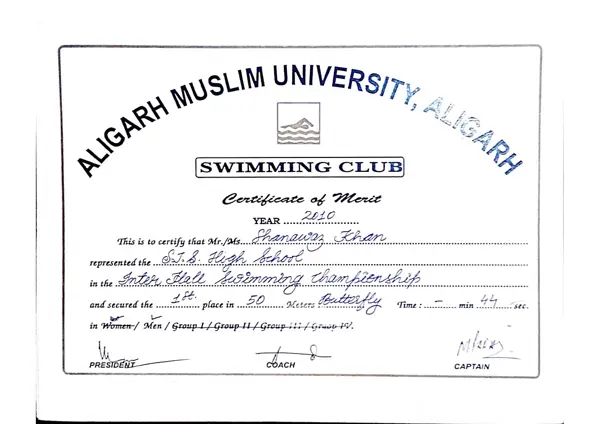 ALIGARH MUSLIM UNIVERSITY, ALIGARH
SWIMMING CLUB
Certificate of Merit
YEAR 2010
This is to certify that Mr./Ms. Shanawaz Khan
represented the S.T.S. High School
in the Inter Hall Swimming Championship
and secured the 1st. place in 50 Meters Butterfly Time : - min 44 sec.
in Women / Men / Group I / Group II / Group III / Group IV.
PRESIDENT COACH CAPTAIN